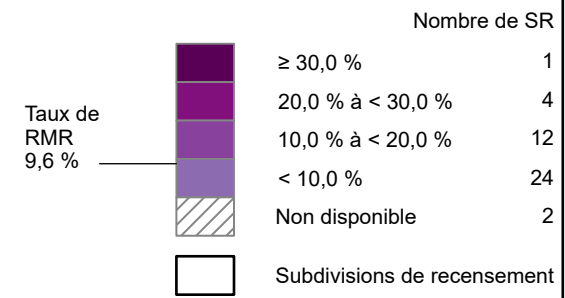 Nombre de SR
≥ 30,0 % 1
20,0 % à < 30,0 % 4
Taux de
RMR
9,6 %
10,0 % à < 20,0 % 12
< 10,0 % 24
Non disponible 2
Subdivisions de recensement